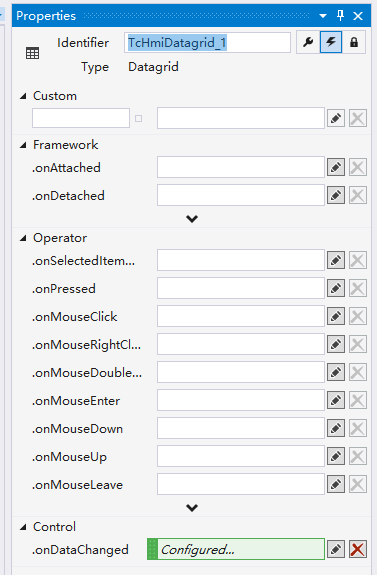 Properties
Identifier TcHmiDatagrid_1
Type Datagrid
Custom
Framework
.onAttached
.onDetached
Operator
.onSelectedItem...
.onPressed
.onMouseClick
.onMouseRightCl...
.onMouseDouble...
.onMouseEnter
.onMouseDown
.onMouseUp
.onMouseLeave
Control
.onDataChanged Configured...